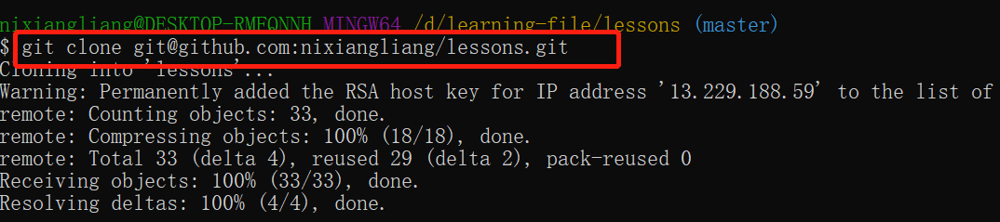 nixiangliang@DESKTOP-RMFQNNH MINGW64 /d/learning-file/lessons (master)
$ git clone git@github.com:nixiangliang/lessons.git
Cloning into 'lessons'...
Warning: Permanently added the RSA host key for IP address '13.229.188.59' to the list of
remote: Counting objects: 33, done.
remote: Compressing objects: 100% (18/18), done.
remote: Total 33 (delta 4), reused 29 (delta 2), pack-reused 0
Receiving objects: 100% (33/33), done.
Resolving deltas: 100% (4/4), done.